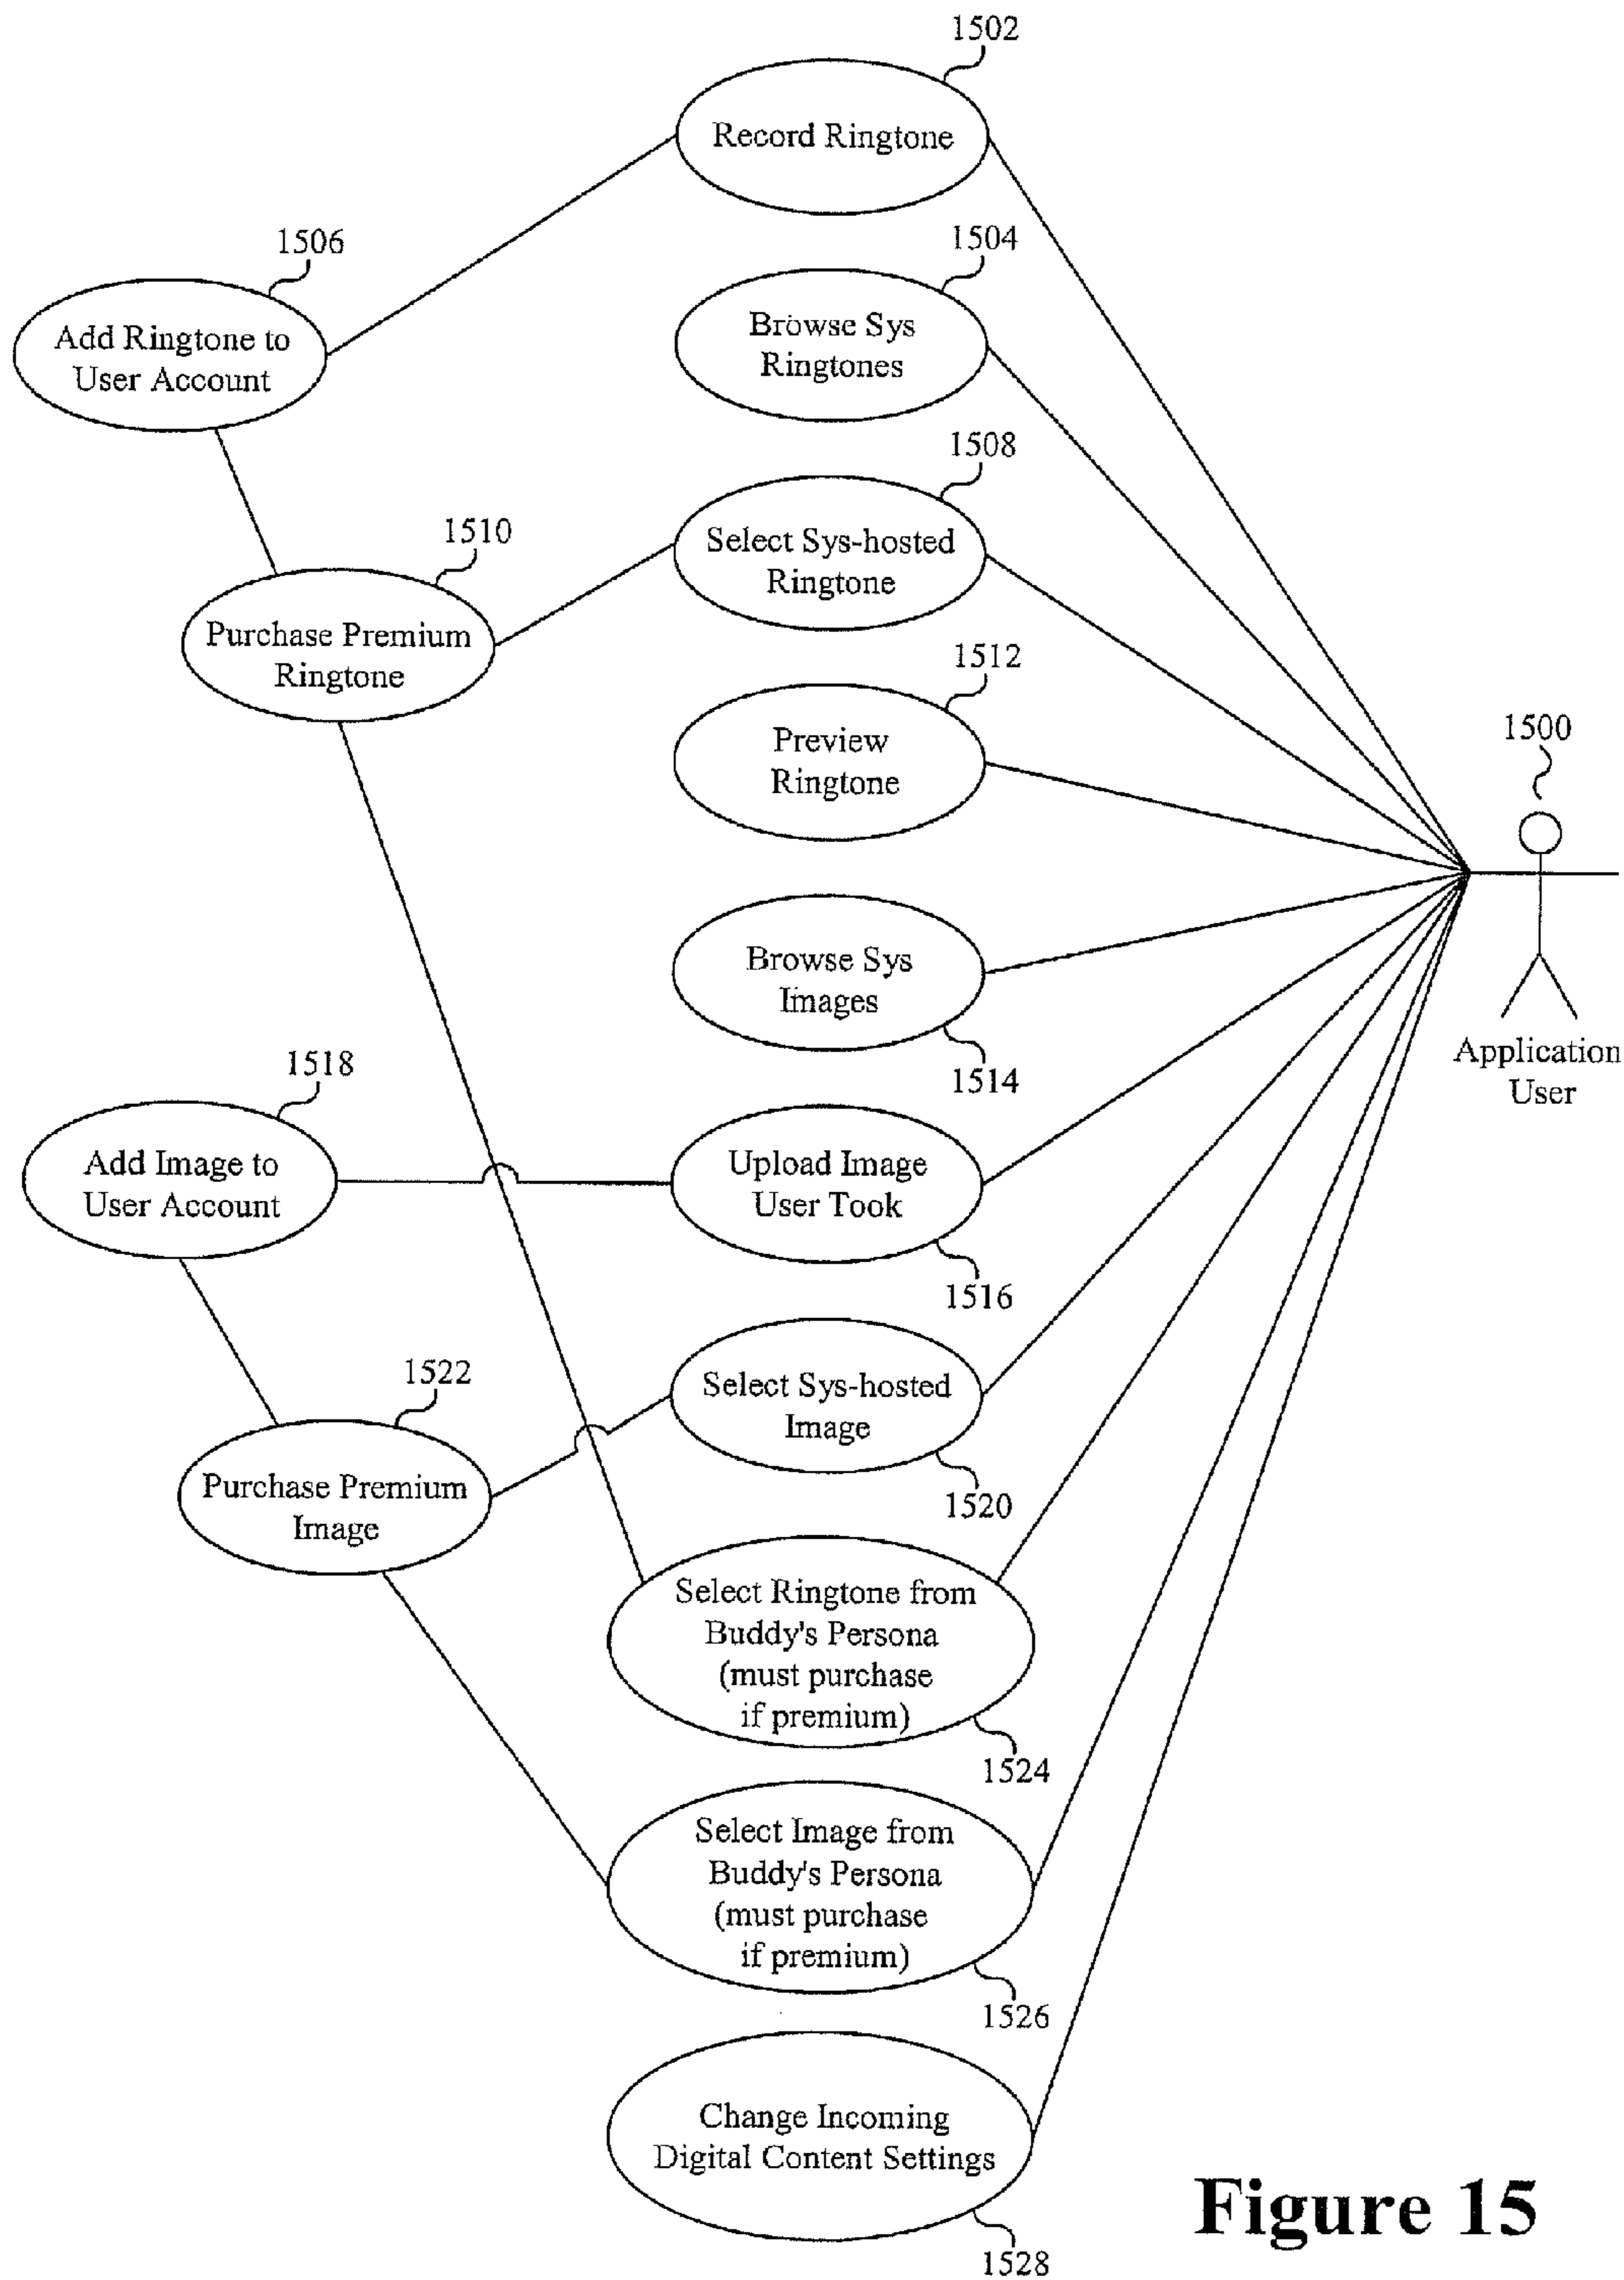 1502
Record Ringtone
1506
Add Ringtone to
User Account
1504
Browse Sys
Ringtones
1508
Select Sys-hosted
Ringtone
1510
Purchase Premium
Ringtone
1512
Preview
Ringtone
1500
Application
User
Browse Sys
Images
1514
1518
Add Image to
User Account
Upload Image
User Took
1516
Select Sys-hosted
Image
1520
1522
Purchase Premium
Image
Select Ringtone from
Buddy's Persona
(must purchase
if premium)
1524
Select Image from
Buddy's Persona
(must purchase
if premium)
1526
Change Incoming
Digital Content Settings
1528
Figure 15